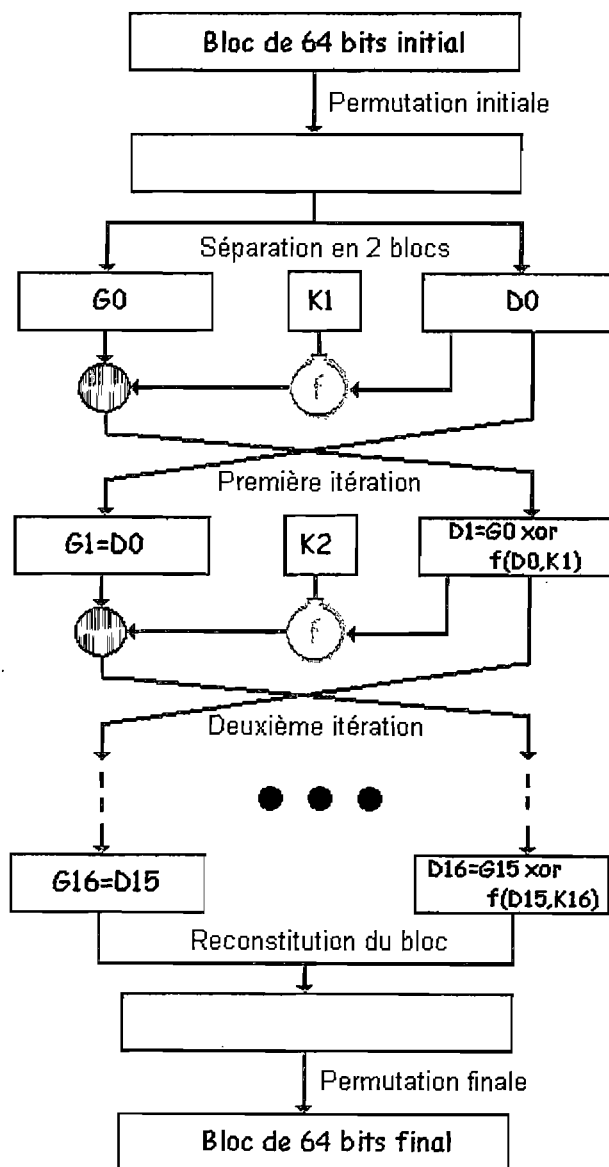 Bloc de 64 bits initial
Permutation initiale
Séparation en 2 blocs
G0
K1
D0
f
Première itération
G1=D0
K2
D1=G0 xor
f(D0,K1)
f
Deuxième itération
G16=D15
D16=G15 xor
f(D15,K16)
Reconstitution du bloc
Permutation finale
Bloc de 64 bits final